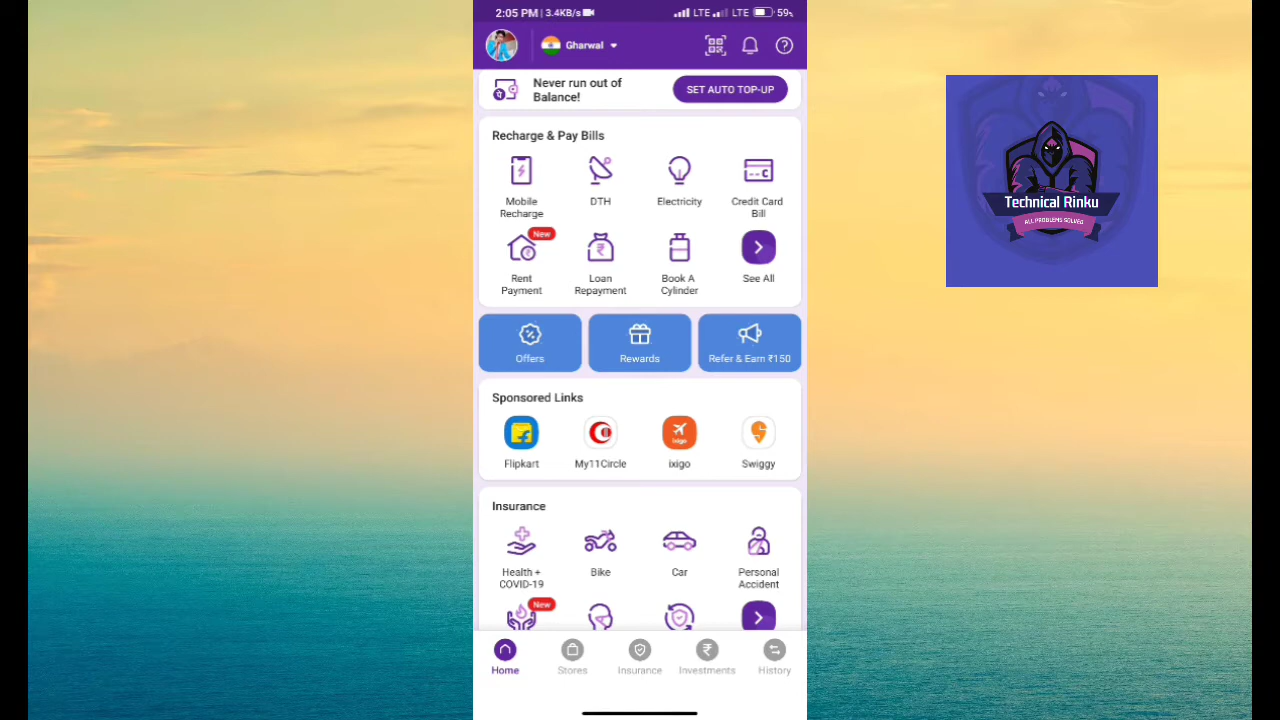 2:05 PM | 3.4KB/s
LTE LTE 59%
Gharwal
Never run out of
Balance!
SET AUTO TOP-UP
Recharge & Pay Bills
Mobile
Recharge
DTH
Electricity
Credit Card
Bill
New
Rent
Payment
Loan
Repayment
Book A
Cylinder
See All
Offers
Rewards
Refer & Earn ₹150
Sponsored Links
Flipkart
My11Circle
ixigo
ixigo
Swiggy
Insurance
Health +
COVID-19
Bike
Car
Personal
Accident
New
Home
Stores
Insurance
Investments
History
Technical Rinku
ALL PROBLEMS SOLVED